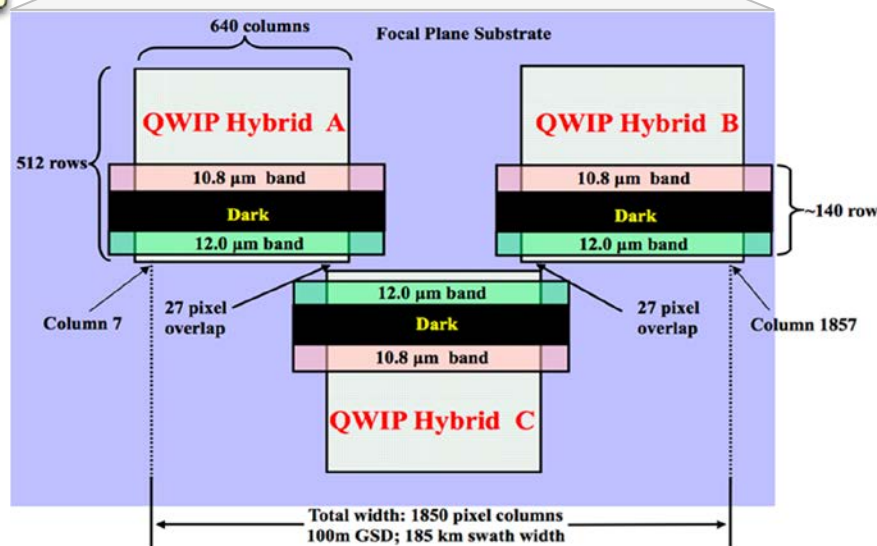 640 columns
Focal Plane Substrate
QWIP Hybrid A
QWIP Hybrid B
512 rows
10.8 µm band
10.8 µm band
Dark
Dark
~140 row
12.0 µm band
12.0 µm band
Column 7
27 pixel
overlap
12.0 µm band
27 pixel
overlap
Column 1857
Dark
10.8 µm band
QWIP Hybrid C
Total width: 1850 pixel columns
100m GSD; 185 km swath width